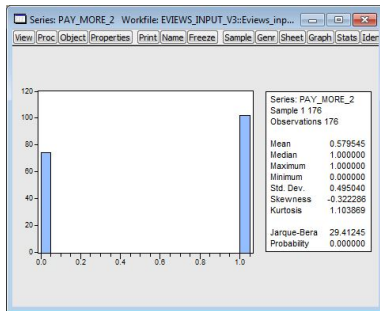 Series: PAY_MORE_2 Workfile: EVIEWS_INPUT_V3::Eviews_inp...
View Proc Object Properties Print Name Freeze Sample Genr Sheet Graph Stats Iden
120
100
80
60
40
20
0
0.0 0.2 0.4 0.6 0.8 1.0
Series: PAY_MORE_2
Sample 1 176
Observations 176
Mean 0.579545
Median 1.000000
Maximum 1.000000
Minimum 0.000000
Std. Dev. 0.495040
Skewness -0.322286
Kurtosis 1.103869
Jarque-Bera 29.41245
Probability 0.000000